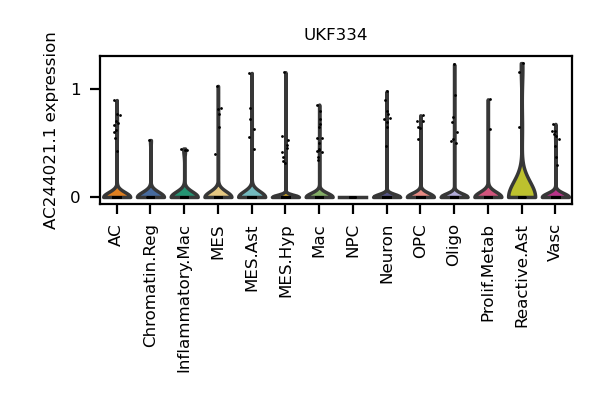 UKF334
AC244021.1 expression
1
0
AC
Chromatin.Reg
Inflammatory.Mac
MES
MES.Ast
MES.Hyp
Mac
NPC
Neuron
OPC
Oligo
Prolif.Metab
Reactive.Ast
Vasc